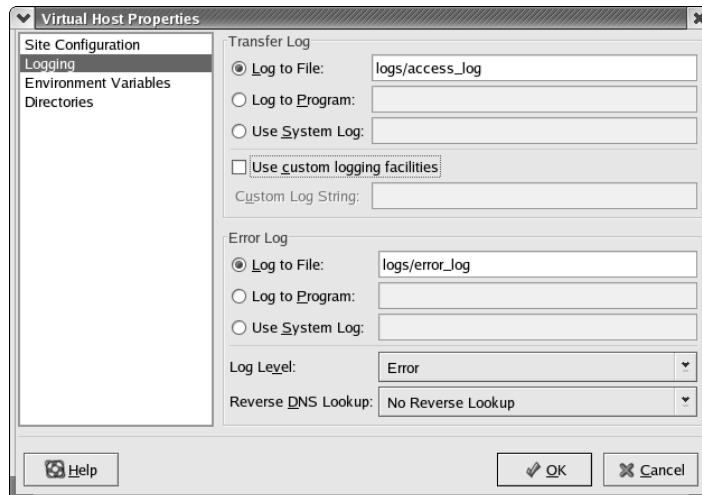 Virtual Host Properties
Site Configuration
Logging
Environment Variables
Directories
Transfer Log
Log to File: logs/access_log
Log to Program:
Use System Log:
Use custom logging facilities
Custom Log String:
Error Log
Log to File: logs/error_log
Log to Program:
Use System Log:
Log Level: Error
Reverse DNS Lookup: No Reverse Lookup
Help OK Cancel